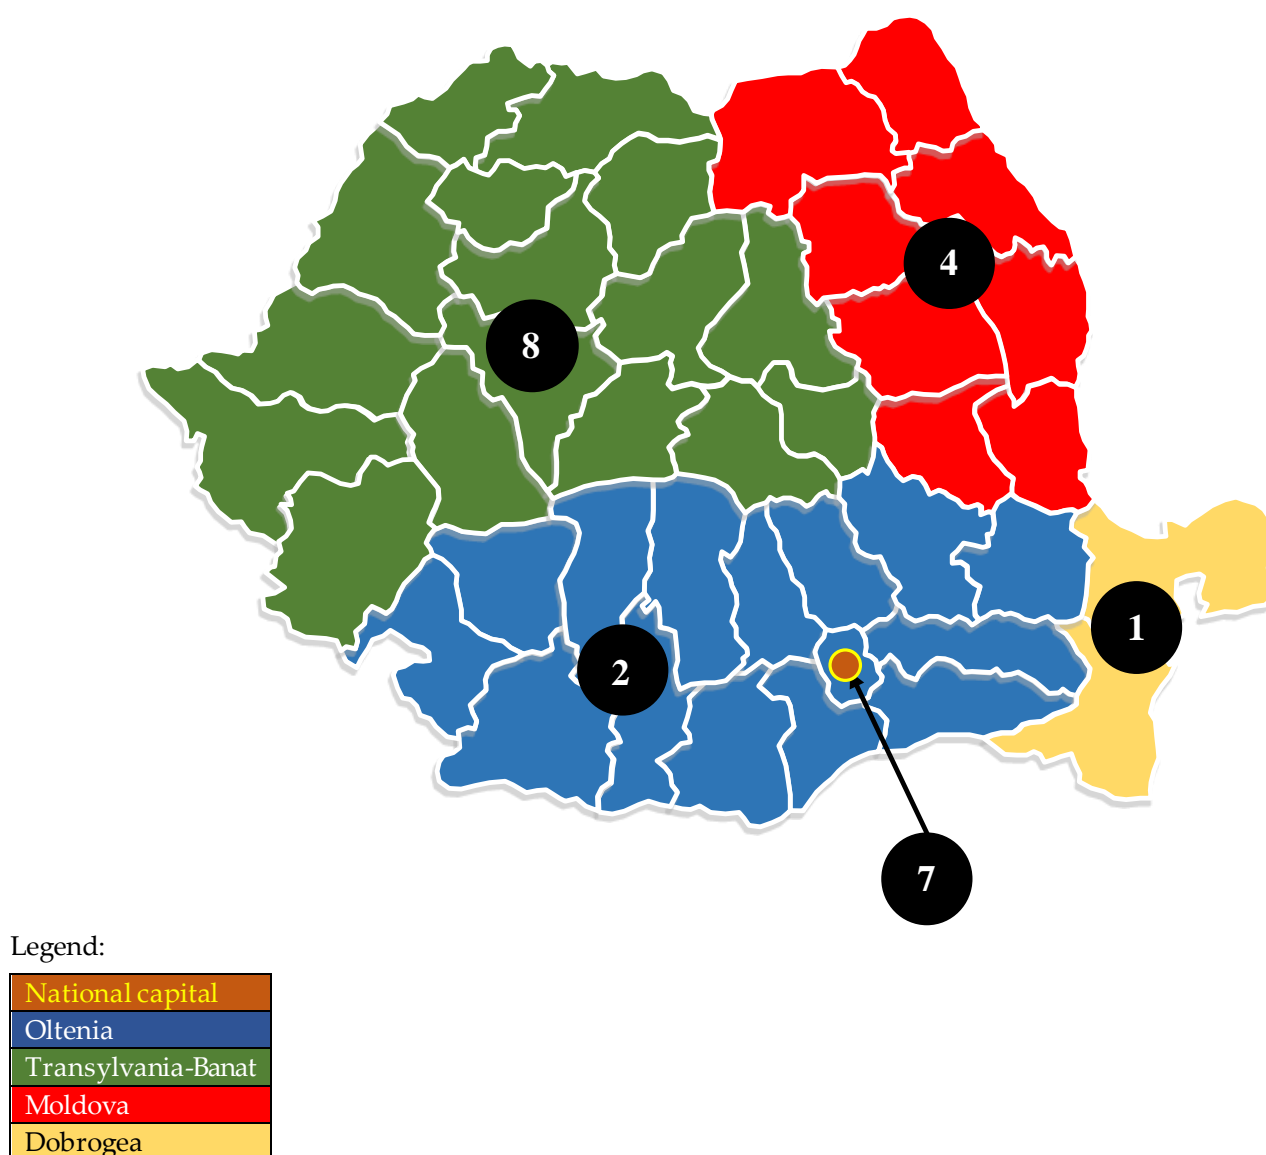 4
8
1
2
7
Legend:
National capital
Oltenia
Transylvania-Banat
Moldova
Dobrogea